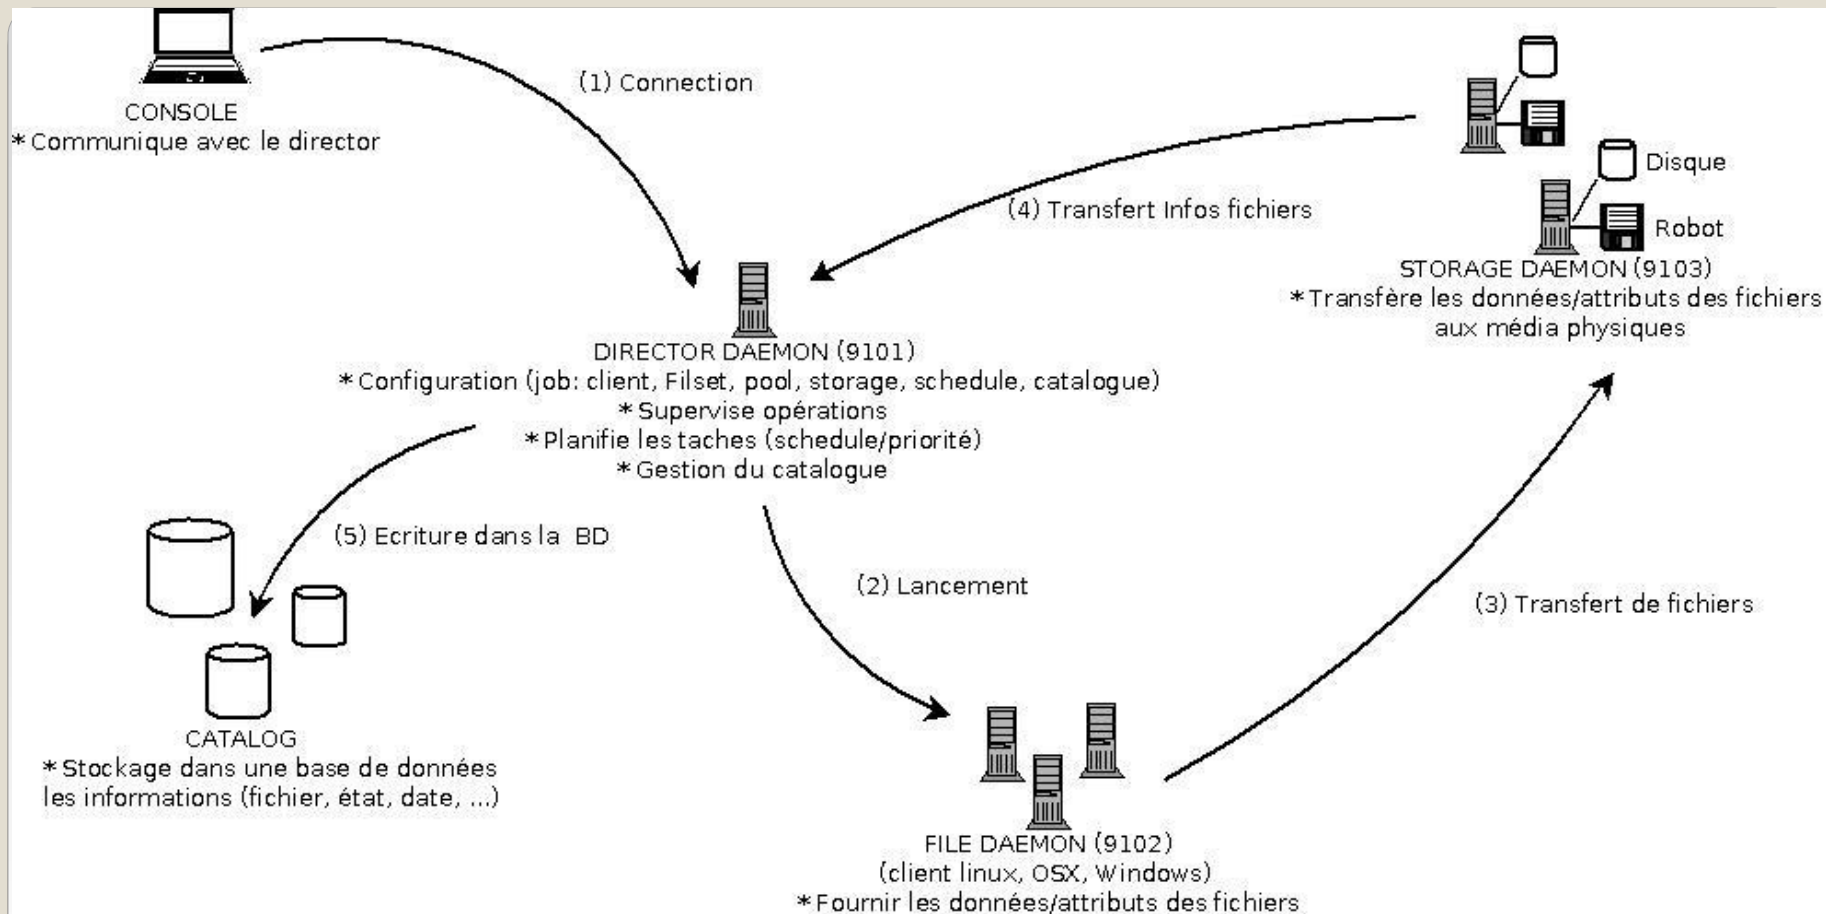 (1) Connection
CONSOLE
* Communique avec le director
Disque
(4) Transfert Infos fichiers
Robot
STORAGE DAEMON (9103)
* Transfère les données/attributs des fichiers
aux média physiques
DIRECTOR DAEMON (9101)
* Configuration (job: client, Filset, pool, storage, schedule, catalogue)
* Supervise opérations
* Planifie les taches (schedule/priorité)
* Gestion du catalogue
(5) Ecriture dans la BD
(2) Lancement
(3) Transfert de fichiers
CATALOG
* Stockage dans une base de données
les informations (fichier, état, date, ...)
FILE DAEMON (9102)
(client linux, OSX, Windows)
* Fournir les données/attributs des fichiers